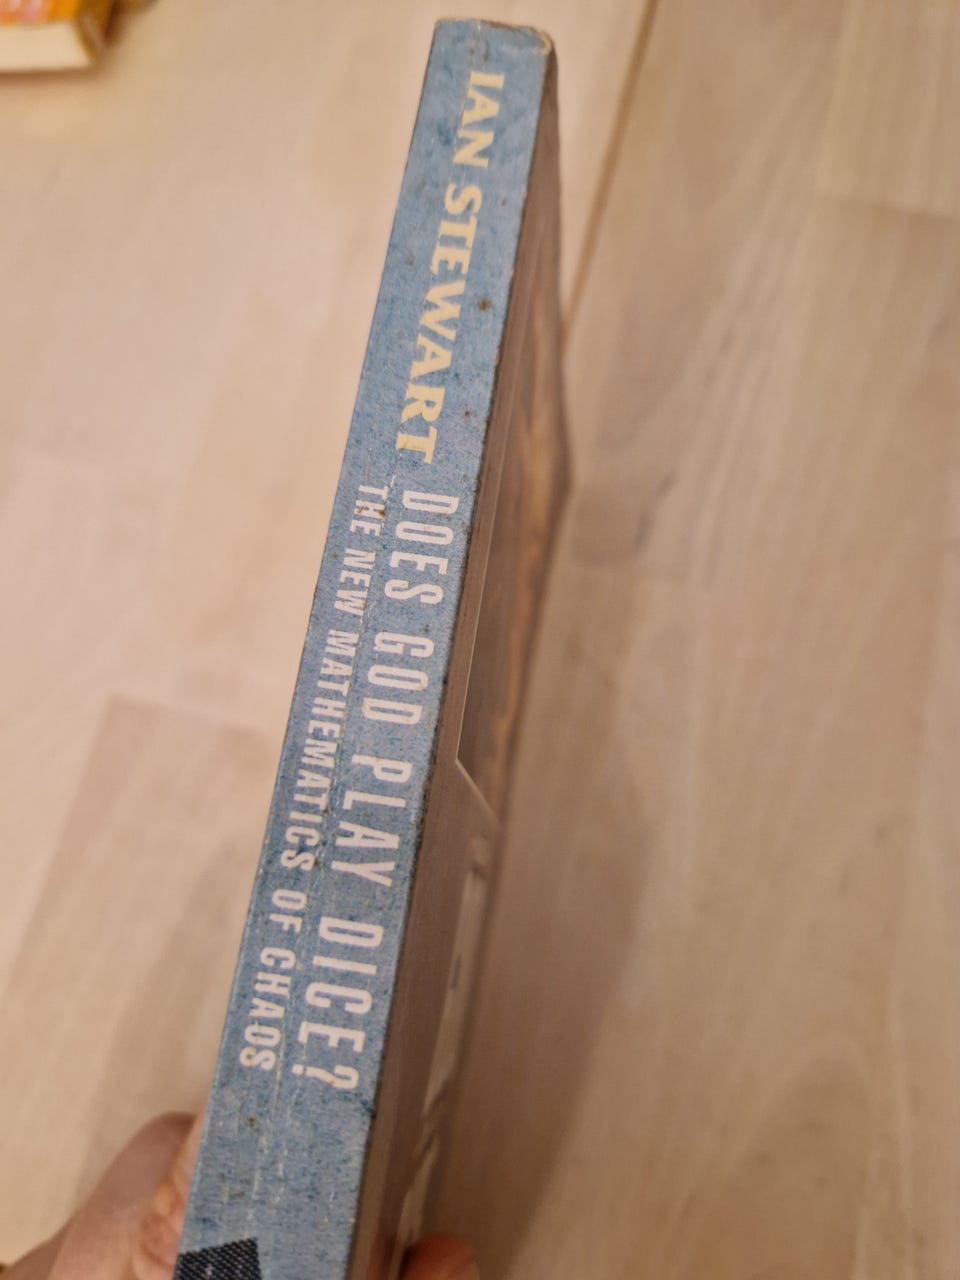 IAN STEWART
DOES GOD PLAY DICE?
THE NEW MATHEMATICS OF CHAOS